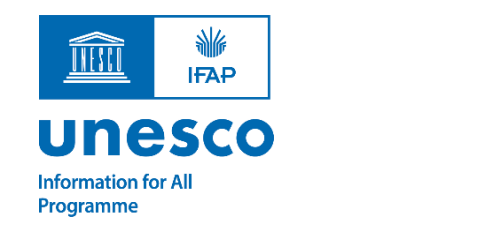 UNESCO
IFAP
unesco
Information for All
Programme